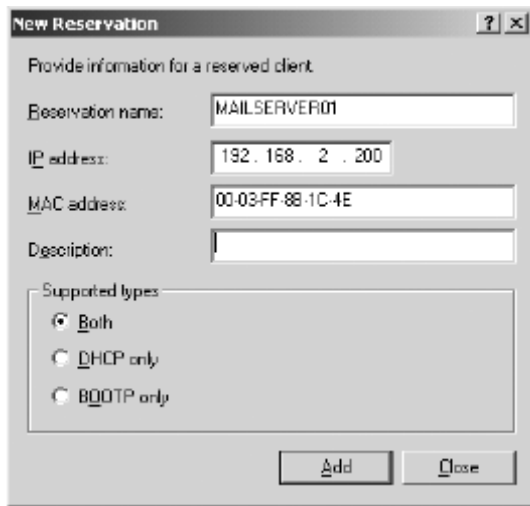 New Reservation
Provide information for a reserved client.
Reservation name: MAILSERVER01
IP address: 192 . 168 . 2 . 200
MAC address: 00-03-FF-8B-1C-4E
Description:
Supported types
Both
DHCP only
BOOTP only
Add Close